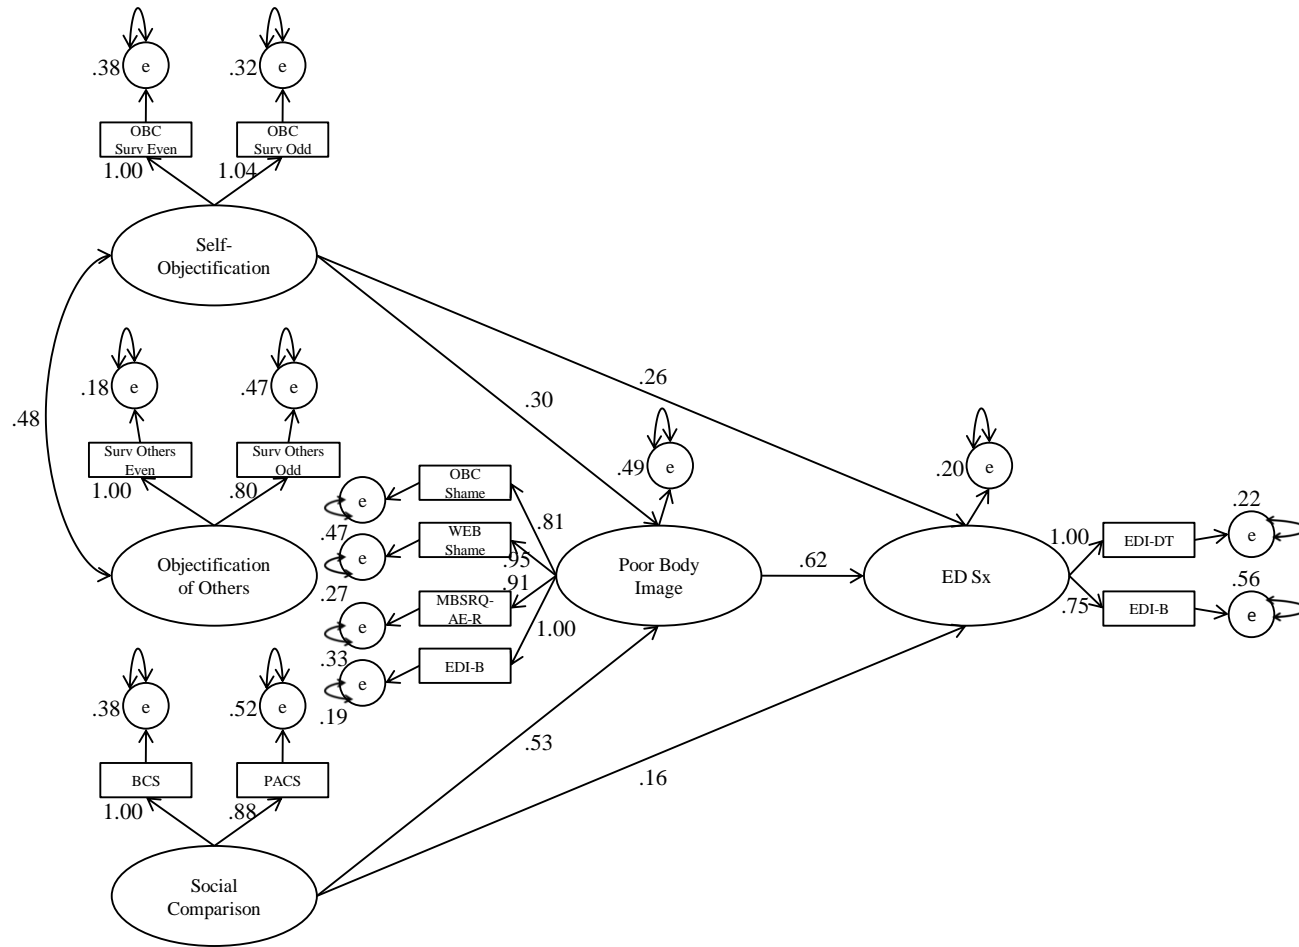 .38
e
.32
e
OBC
Surv Even
OBC
Surv Odd
1.00
1.04
Self-
Objectification
.48
.18
e
.47
e
Surv Others
Even
Surv Others
Odd
1.00
.80
Objectification
of Others
.38
e
.52
e
BCS
PACS
1.00
.88
Social
Comparison
.30
.26
.53
.16
e
.47
OBC
Shame
.81
e
.27
WEB
Shame
.95
e
.33
MBSRQ-
AE-R
.91
e
.19
EDI-B
1.00
.49
e
Poor Body
Image
.62
.20
e
ED Sx
1.00
EDI-DT
.22
e
.75
EDI-B
.56
e